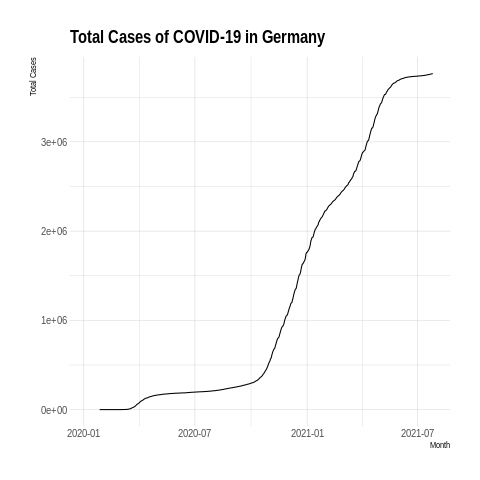 Total Cases of COVID-19 in Germany
Total Cases
3e+06
2e+06
1e+06
0e+00
2020-01 2020-07 2021-01 2021-07
Month